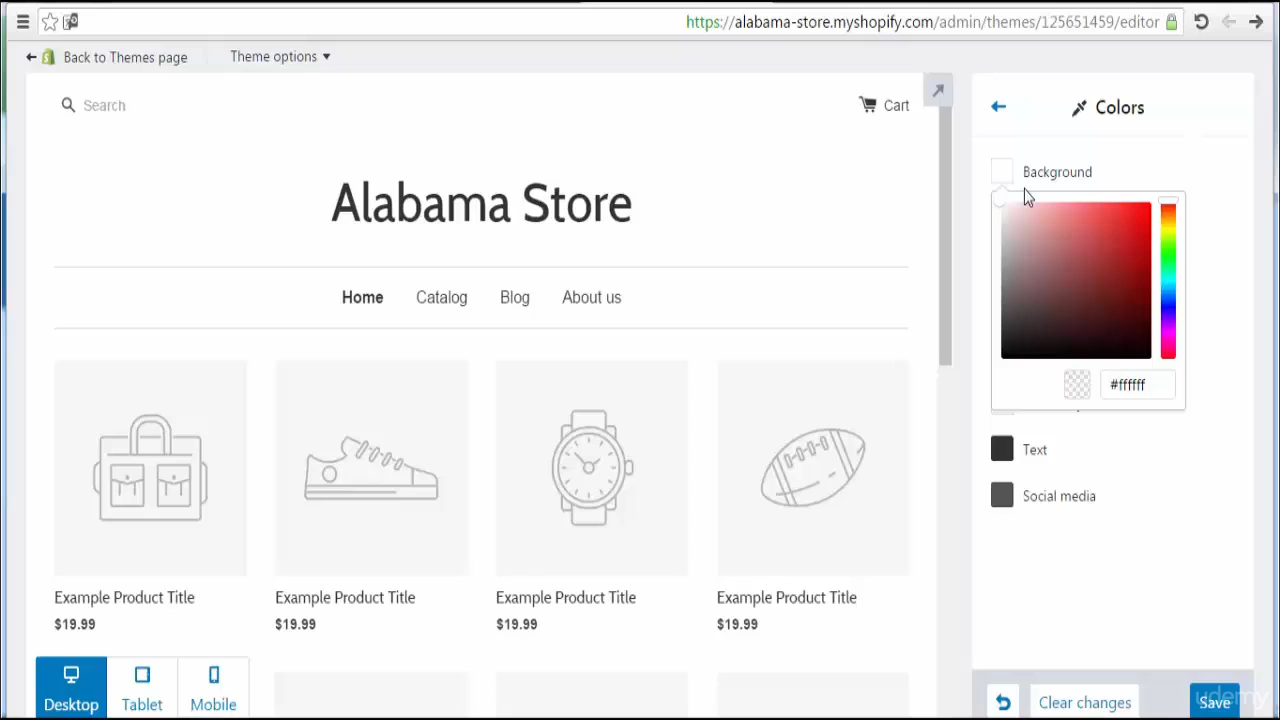 https://alabama-store.myshopify.com/admin/themes/125651459/editor
Back to Themes page
Theme options
Search
Cart
Colors
Background
Alabama Store
Home Catalog Blog About us
#ffffff
Text
Social media
Example Product Title Example Product Title Example Product Title Example Product Title
$19.99 $19.99 $19.99 $19.99
Desktop Tablet Mobile
Clear changes
Save
udemy